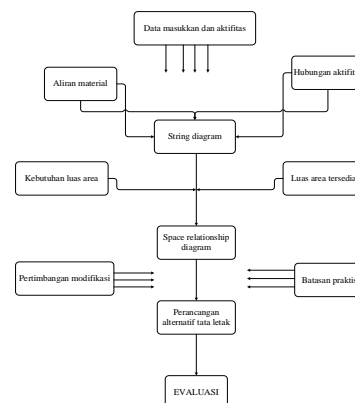 Data masukkan dan aktifitas
Aliran material
Hubungan aktifit
String diagram
Kebutuhan luas area
Luas area tersedia
Space relationship
diagram
Pertimbangan modifikasi
Batasan praktis
Perancangan
alternatif tata letak
EVALUASI